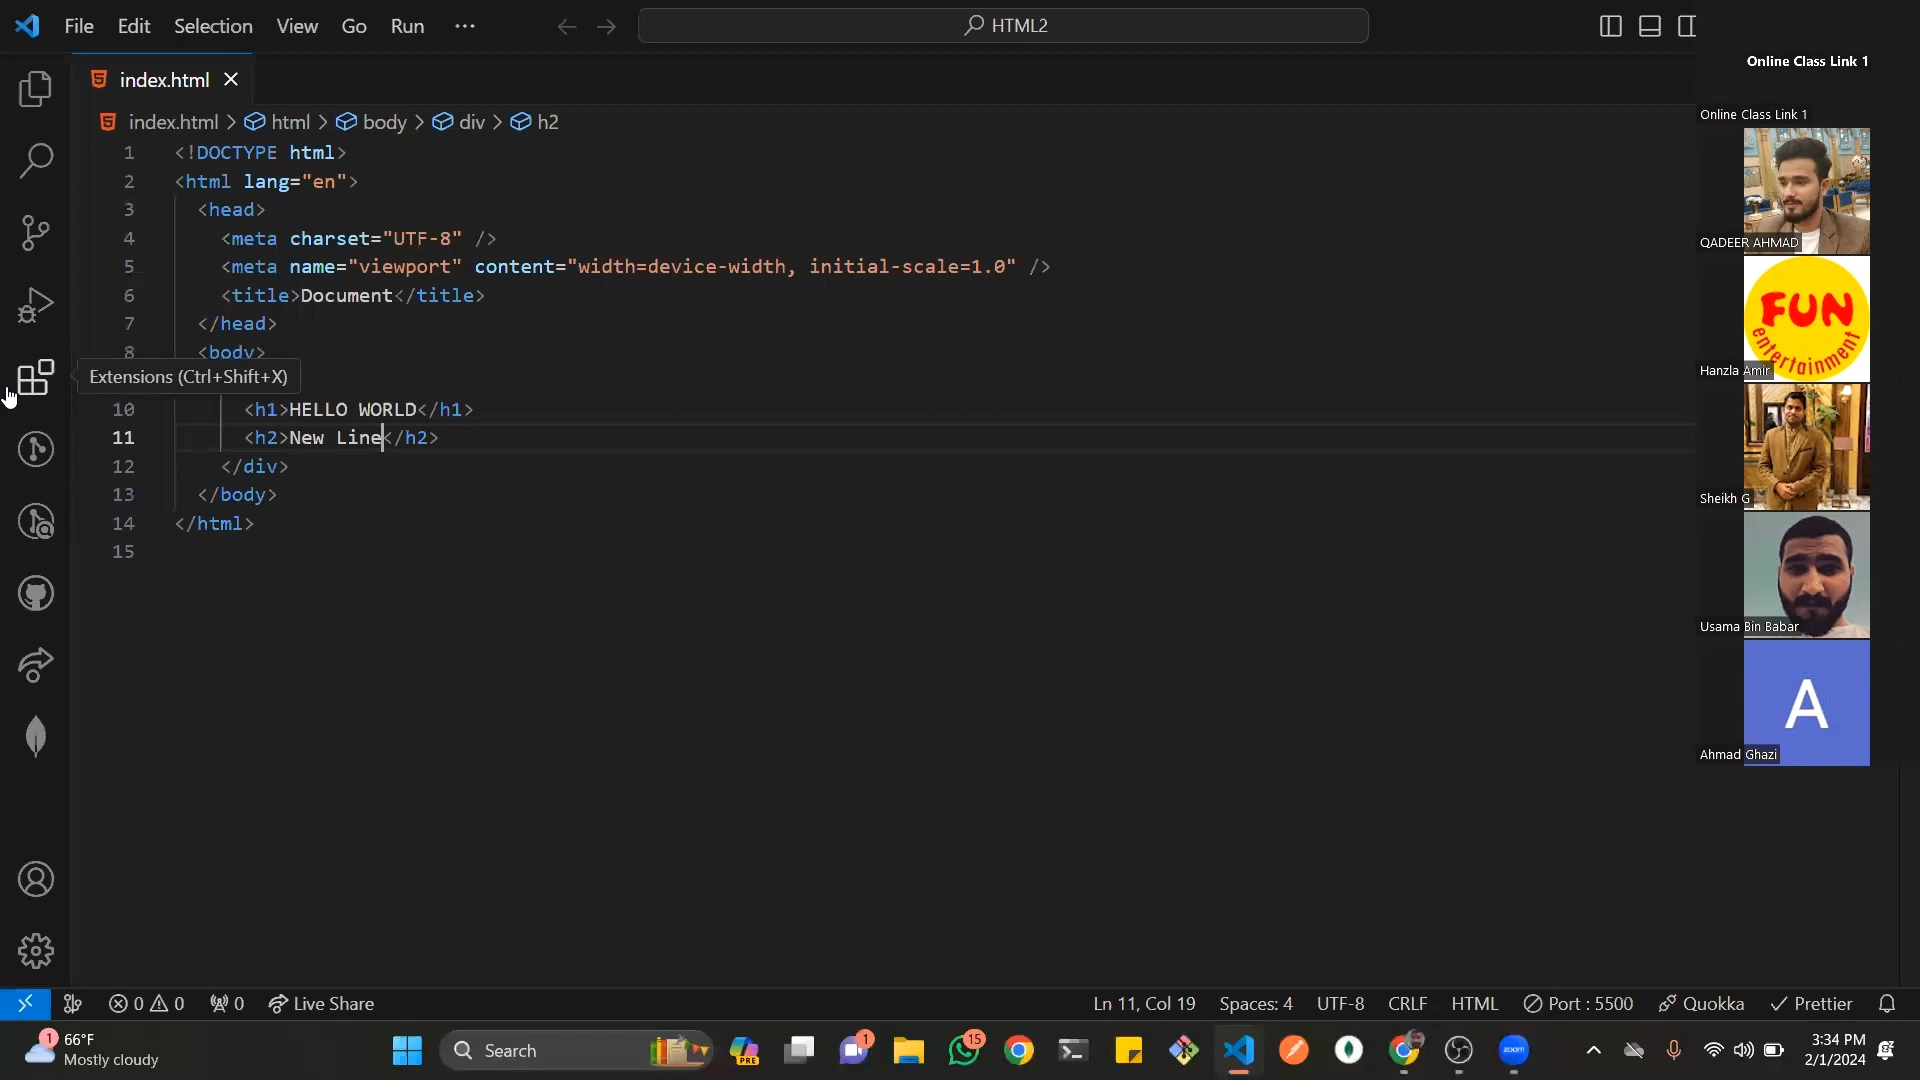 File Edit Selection View Go Run ···
HTML2
Online Class Link 1
index.html
index.html > html > body > div > h2
1 <!DOCTYPE html>
2 <html lang="en">
3 <head>
4 <meta charset="UTF-8" />
5 <meta name="viewport" content="width=device-width, initial-scale=1.0" />
6 <title>Document</title>
7 </head>
8 <body>
Extensions (Ctrl+Shift+X)
10 <h1>HELLO WORLD</h1>
11 <h2>New Line</h2>
12 </div>
13 </body>
14 </html>
15
Online Class Link 1
QADEER AHMAD
FUN
entertainment
Hanzla Amir
Sheikh G
Usama Bin Babar
A
Ahmad Ghazi
0 0 0 Live Share
Ln 11, Col 19 Spaces: 4 UTF-8 CRLF HTML Port : 5500 Quokka Prettier
1
66°F
Mostly cloudy
Search
PRE
1
15
zoom
3:34 PM
2/1/2024